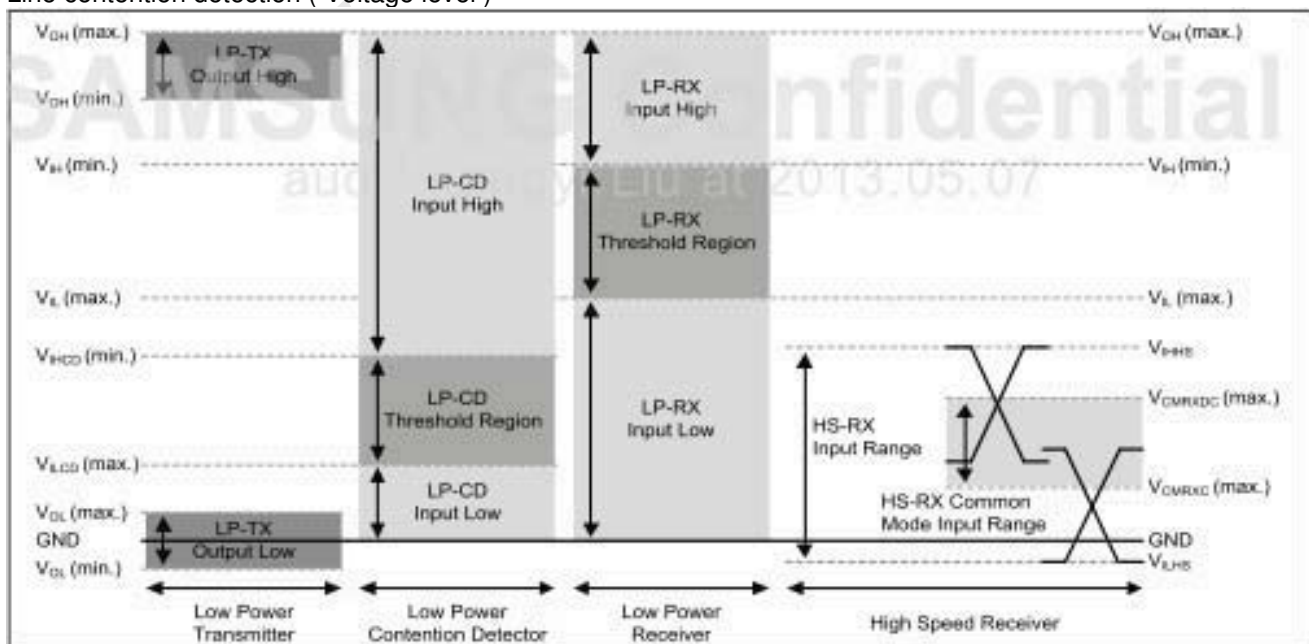 Line contention detection ( Voltage level )
SAMSUNG Confidential
Liu at 2013.05.07
VOH (max.)
LP-TX
Output High
VOH (min.)
VIH (min.)
VIL (max.)
VIHCD (min.)
VILCD (max.)
VOL (max.)
GND
VOL (min.)
LP-TX
Output Low
LP-CD
Input High
LP-CD
Threshold Region
LP-CD
Input Low
LP-RX
Input High
LP-RX
Threshold Region
LP-RX
Input Low
HS-RX
Input Range
HS-RX Common
Mode Input Range
VOH (max.)
VIH (min.)
VIL (max.)
VIHHS
VCMRXDC (max.)
VCMRXC (max.)
GND
VILHS
Low Power
Transmitter
Low Power
Contention Detector
Low Power
Receiver
High Speed Receiver